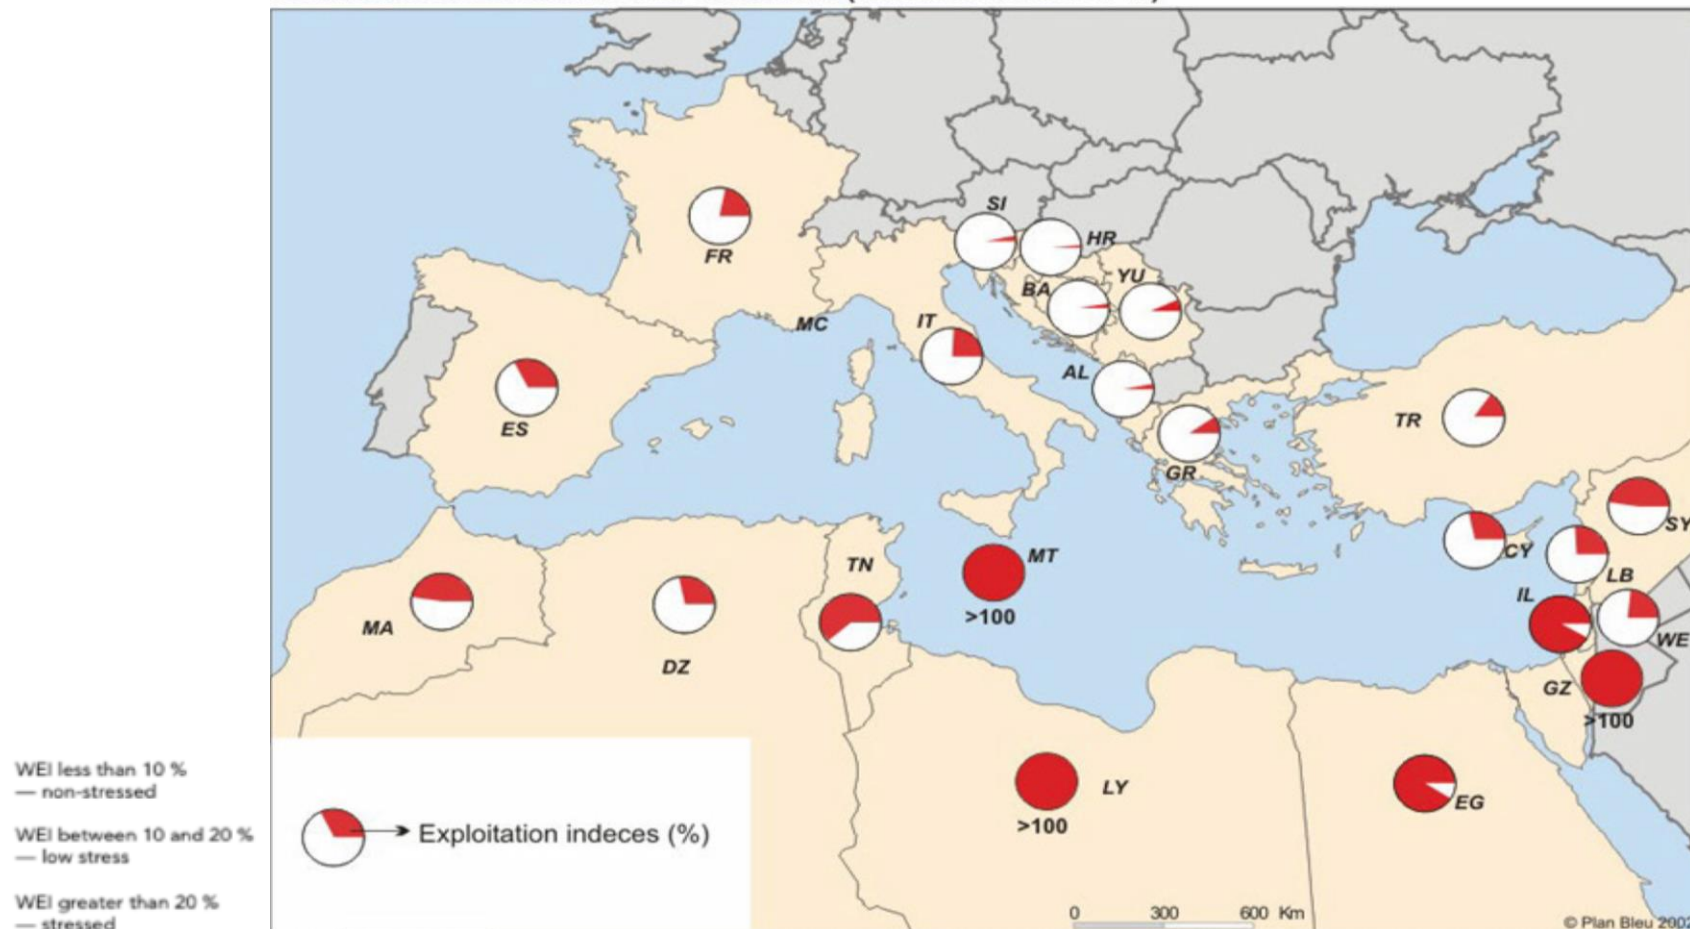 SI
HR
FR
YU
BA
MC
IT
AL
ES
TR
GR
SY
MT
CY
TN
LB
>100
IL
MA
WE
DZ
GZ
>100
LY
EG
>100
WEI less than 10 %
— non-stressed
WEI between 10 and 20 %
— low stress
WEI greater than 20 %
— stressed
Exploitation indeces (%)
0 300 600 Km
© Plan Bleu 2002